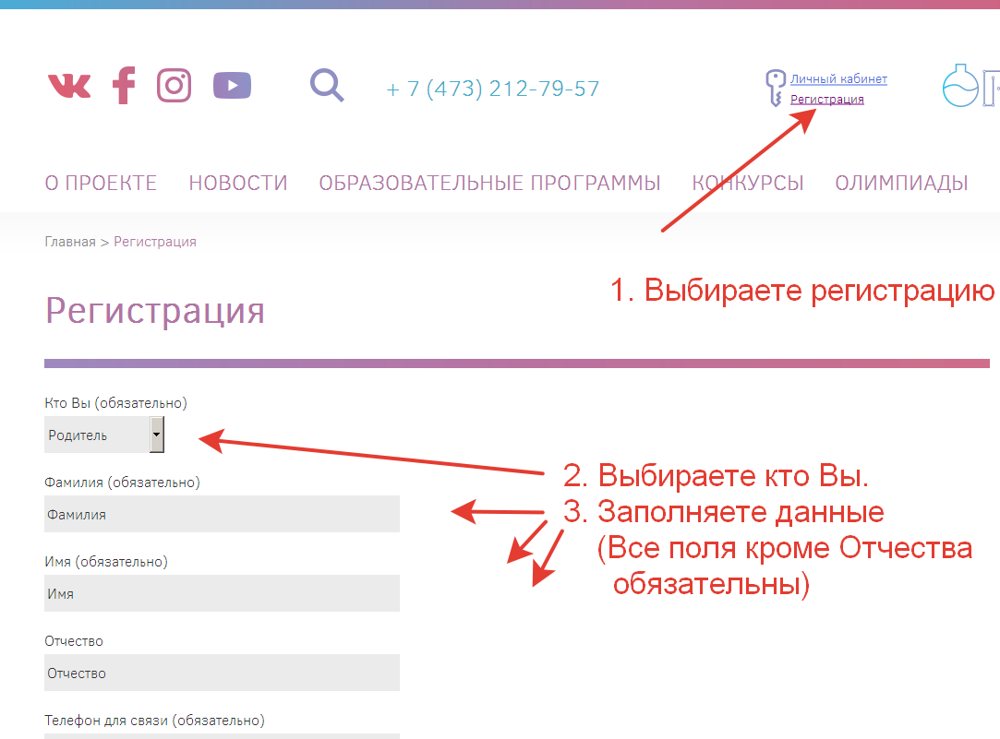 + 7 (473) 212-79-57
Личный кабинет
Регистрация
О ПРОЕКТЕ НОВОСТИ ОБРАЗОВАТЕЛЬНЫЕ ПРОГРАММЫ КОНКУРСЫ ОЛИМПИАДЫ
Главная > Регистрация
1. Выбираете регистрацию
Регистрация
Кто Вы (обязательно)
Родитель
2. Выбираете кто Вы.
3. Заполняете данные
(Все поля кроме Отчества
обязательны)
Фамилия (обязательно)
Фамилия
Имя (обязательно)
Имя
Отчество
Отчество
Телефон для связи (обязательно)